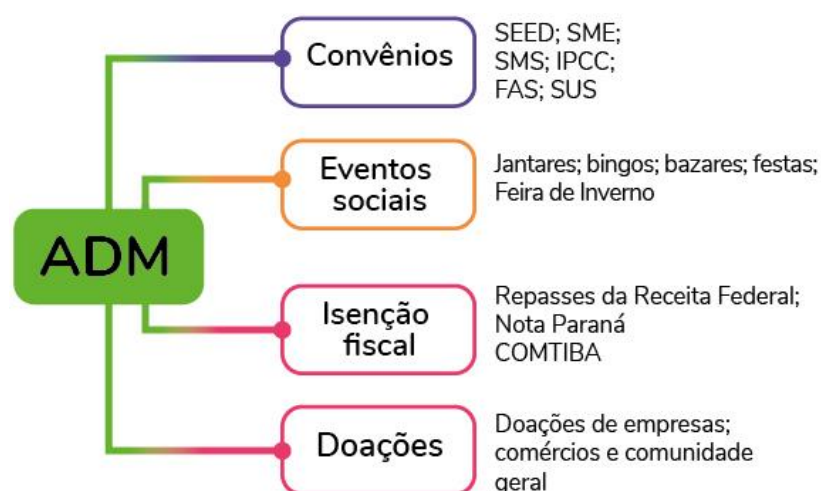 ADM
Convênios
SEED; SME;
SMS; IPCC;
FAS; SUS
Eventos
sociais
Jantares; bingos; bazares; festas;
Feira de Inverno
Isenção
fiscal
Repasses da Receita Federal;
Nota Paraná
COMTIBA
Doações
Doações de empresas;
comércios e comunidade
geral